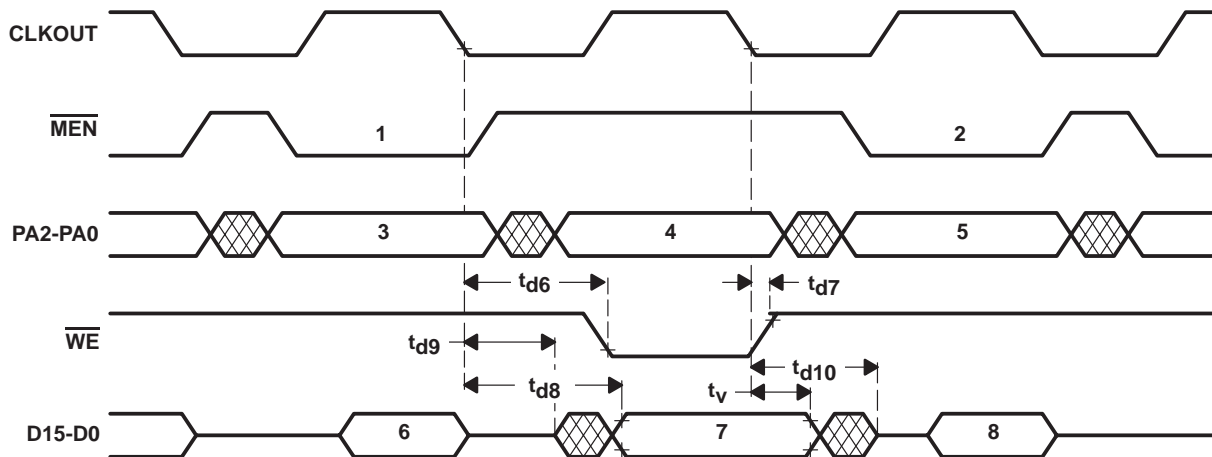 CLKOUT
MEN
1
2
PA2-PA0
3
4
5
td6
td7
WE
td9
td10
td8
tv
D15-D0
6
7
8